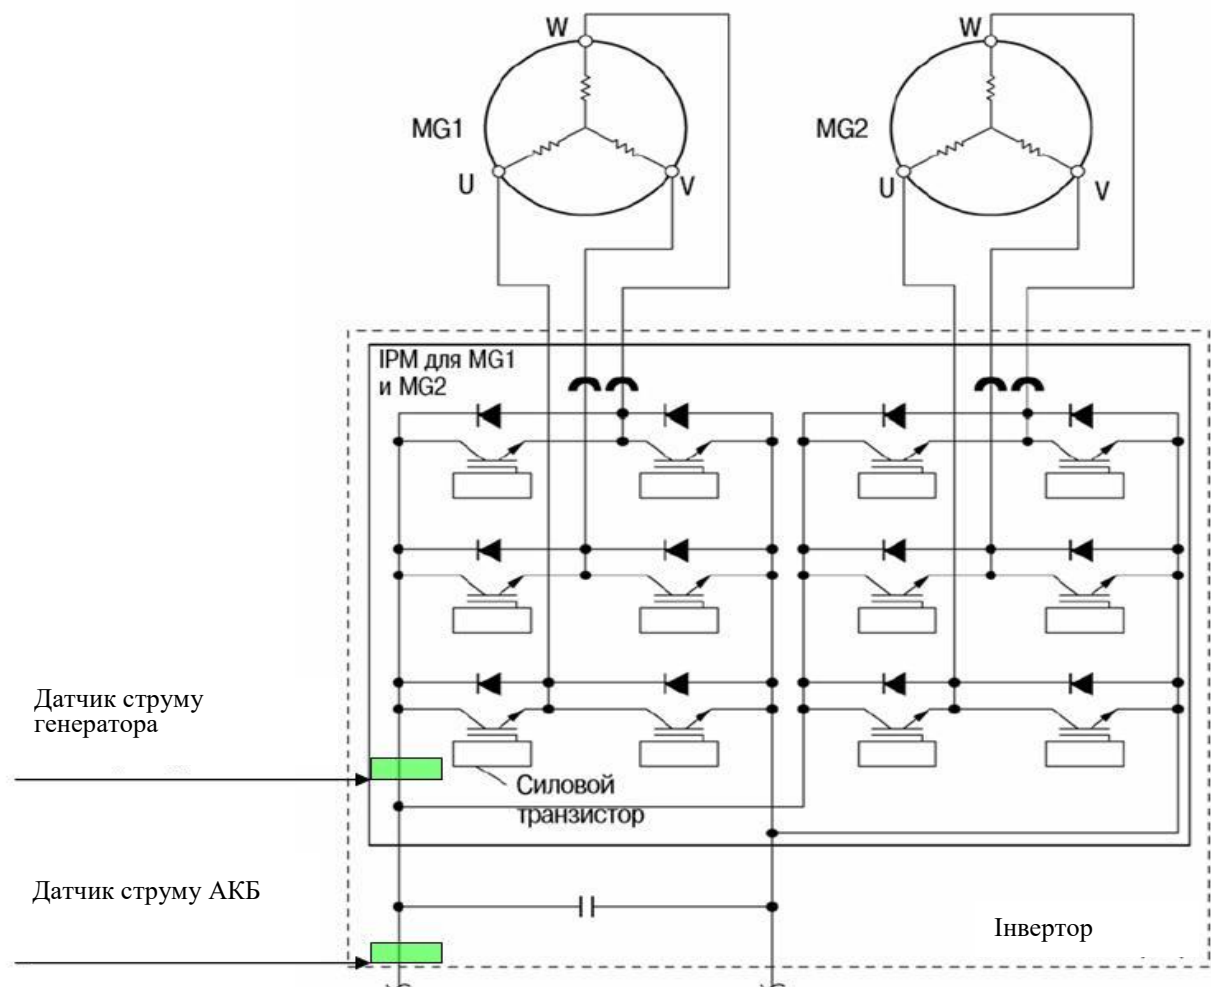 W
W
MG1
MG2
U
V
U
V
IPM для MG1
и MG2
Датчик струму
генератора
Силовой
транзистор
Датчик струму АКБ
Інвертор